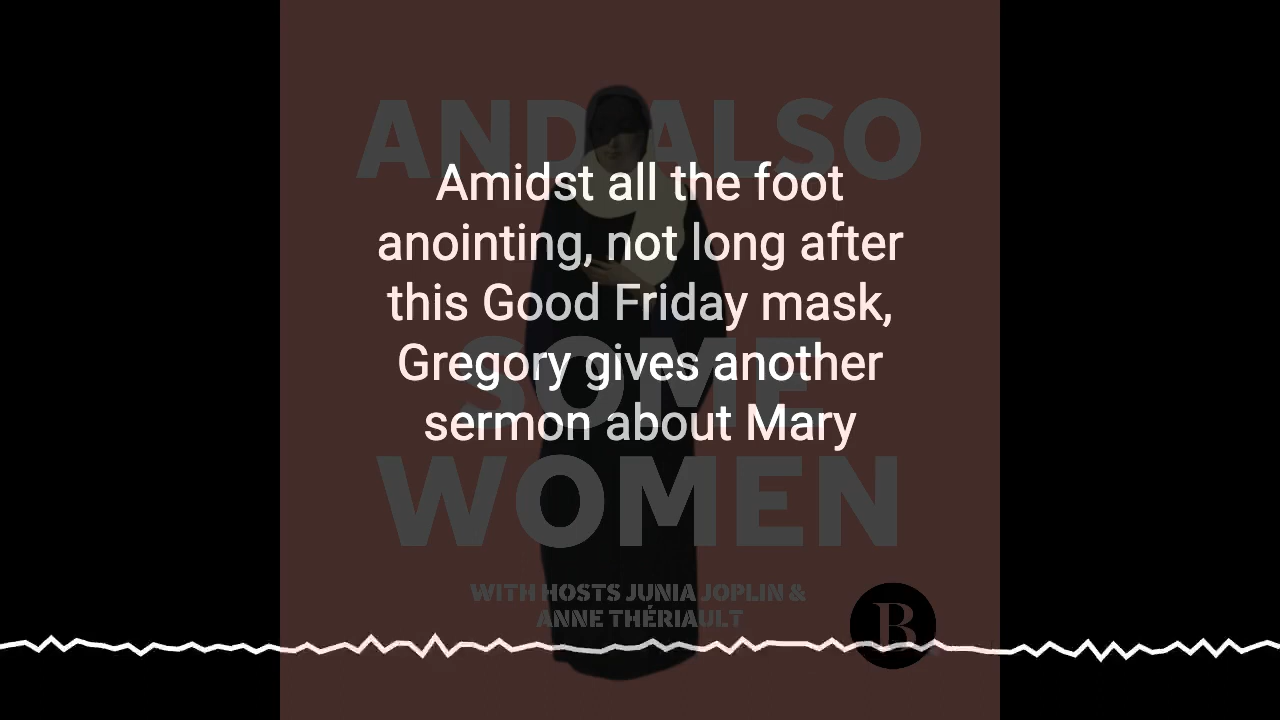 AND ALSO
Amidst all the foot
anointing, not long after
this Good Friday mask,
Gregory gives another
SOME
sermon about Mary
WOMEN
WITH HOSTS JUNIA JOPLIN &
ANNE THÉRIAULT
B